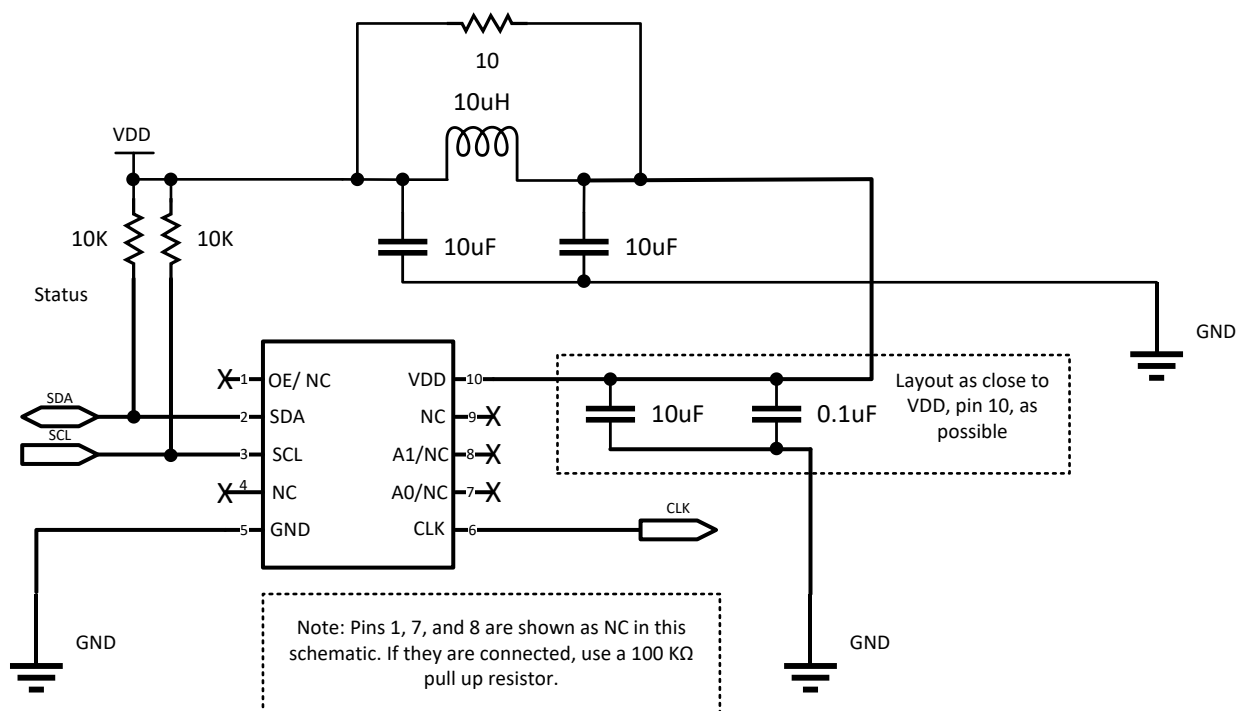 10
10uH
VDD
10K
10K
10uF
10uF
Status
GND
1
OE/ NC
VDD
10
Layout as close to
VDD, pin 10, as
possible
SDA
2
SDA
NC
9
10uF
0.1uF
SCL
3
SCL
A1/NC
8
4
NC
A0/NC
7
5
GND
CLK
6
CLK
GND
Note: Pins 1, 7, and 8 are shown as NC in this
schematic. If they are connected, use a 100 KΩ
pull up resistor.
GND